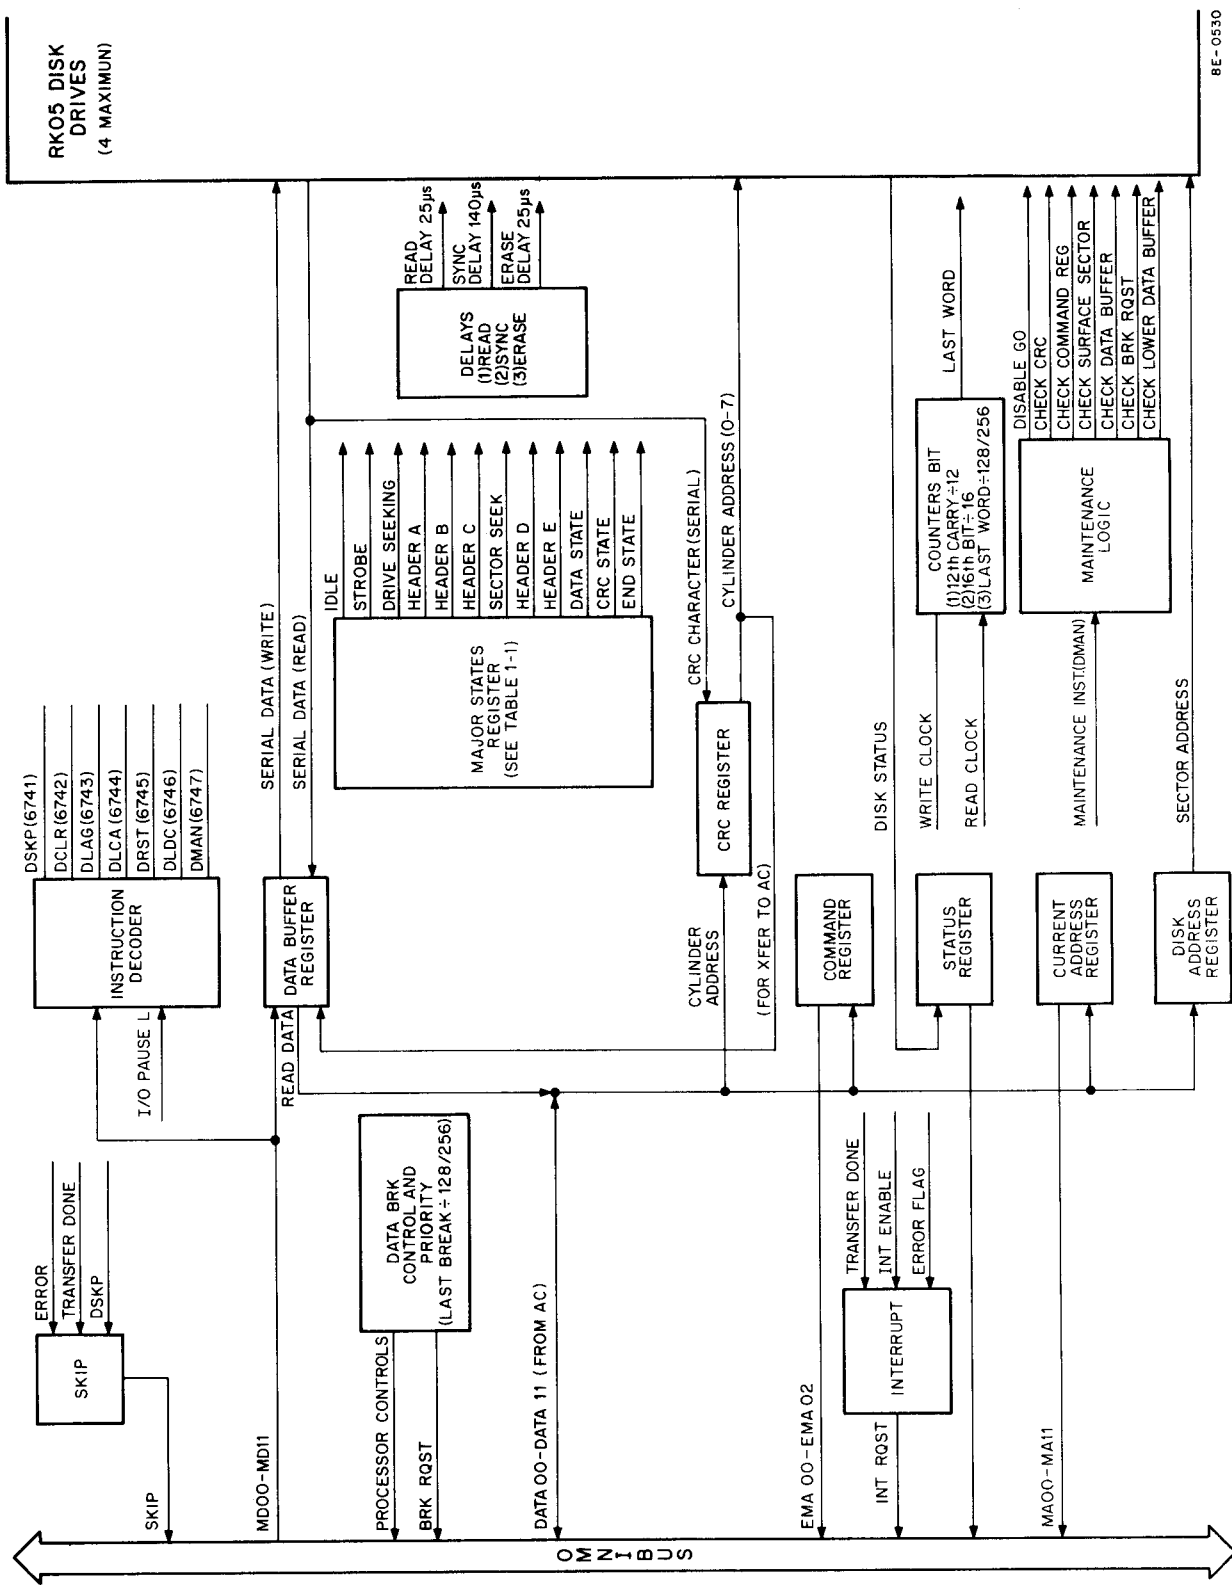 RK05 DISK
DRIVES
(4 MAXIMUN)
DSKP(6741)
DCLR(6742)
DLAG(6743)
DLCA(6744)
DRST(6745)
DLDC(6746)
DMAN(6747)
INSTRUCTION
DECODER
I/O PAUSE L
ERROR
TRANSFER DONE
DSKP
SKIP
SKIP
MD00-MD11
SERIAL DATA (WRITE)
SERIAL DATA (READ)
DATA BUFFER
REGISTER
READ DATA
READ
DELAY 25µs
SYNC
DELAY 140µs
ERASE
DELAY 25µs
DELAYS
(1)READ
(2)SYNC
(3)ERASE
IDLE
STROBE
DRIVE SEEKING
HEADER A
HEADER B
HEADER C
SECTOR SEEK
HEADER D
HEADER E
DATA STATE
CRC STATE
END STATE
MAJOR STATES
REGISTER
(SEE TABLE 1-1)
DATA BRK
CONTROL AND
PRIORITY
(LAST BREAK÷128/256)
PROCESSOR CONTROLS
BRK RQST
DATA 00-DATA 11 (FROM AC)
CRC CHARACTER(SERIAL)
CYLINDER ADDRESS(0-7)
CRC REGISTER
CYLINDER
ADDRESS
(FOR XFER TO AC)
COMMAND
REGISTER
EMA 00-EMA 02
DISK STATUS
STATUS
REGISTER
TRANSFER DONE
INT ENABLE
ERROR FLAG
INTERRUPT
INT RQST
WRITE CLOCK
READ CLOCK
COUNTERS BIT
(1)12th CARRY÷12
(2)16th BIT÷16
(3)LAST WORD÷128/256
LAST WORD
DISABLE GO
CHECK CRC
CHECK COMMAND REG
CHECK SURFACE SECTOR
CHECK DATA BUFFER
CHECK BRK RQST
CHECK LOWER DATA BUFFER
MAINTENANCE
LOGIC
MAINTENANCE INST.(DMAN)
CURRENT
ADDRESS
REGISTER
MA00-MA11
SECTOR ADDRESS
DISK
ADDRESS
REGISTER
OMNIBUS
8E-0530